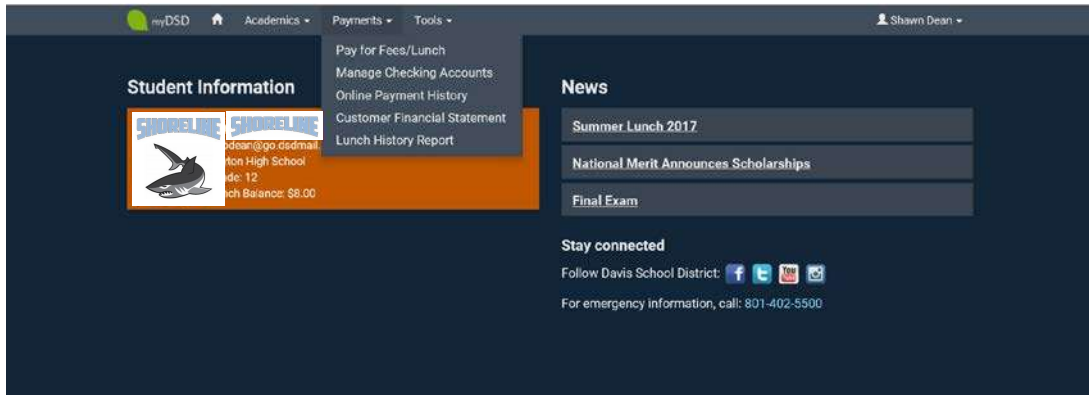 myDSD Academics Payments Tools Shawn Dean
Pay for Fees/Lunch
Manage Checking Accounts
Online Payment History
Customer Financial Statement
Lunch History Report
Student Information
SHORELINE SHORELINE
dean@go.dsdmail.
ton High School
de: 12
ch Balance: $8.00
News
Summer Lunch 2017
National Merit Announces Scholarships
Final Exam
Stay connected
Follow Davis School District:
You
For emergency information, call: 801-402-5500